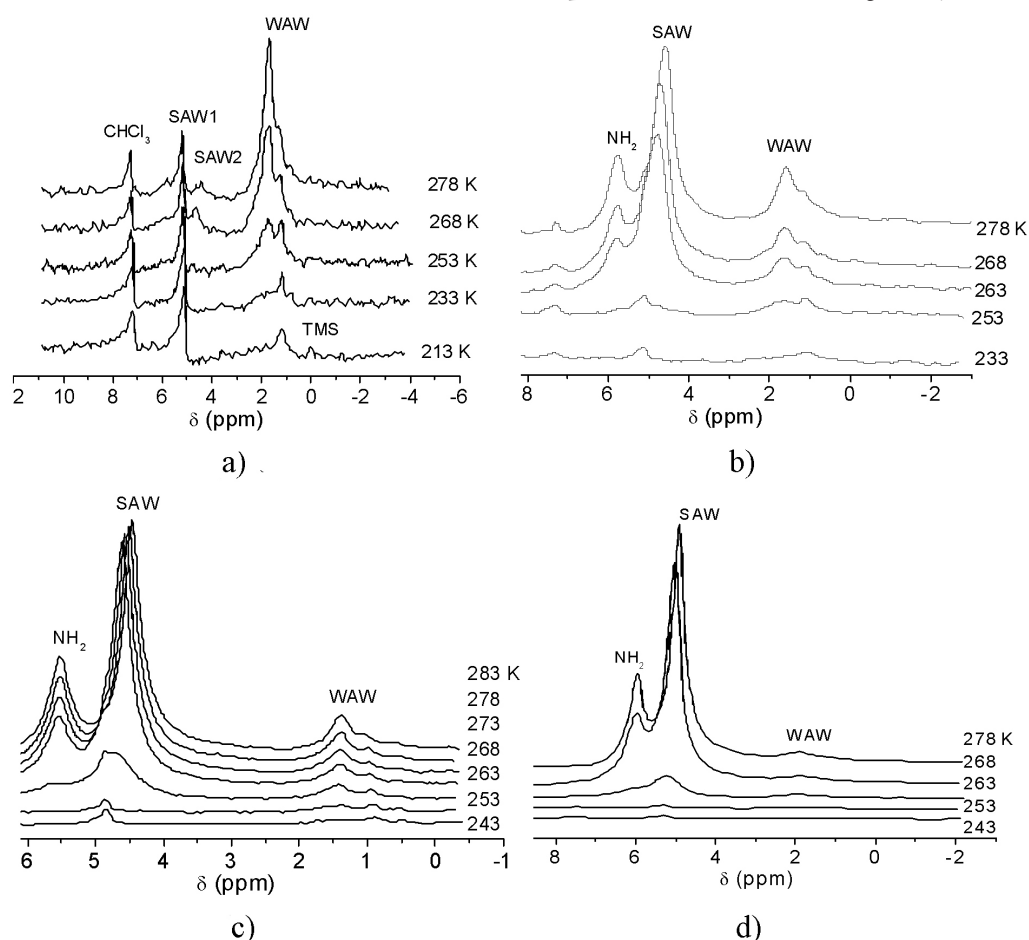 WAW
SAW1
CHCl₃
SAW2
278 K
268 K
253 K
233 K
TMS
213 K
2 10 8 6 4 2 0 -2 -4 -6
δ (ppm)
a)
SAW
NH₂
WAW
278 K
268
263
253
233
8 6 4 2 0 -2
δ (ppm)
b)
SAW
NH₂
WAW
283 K
278
273
268
263
253
243
6 5 4 3 2 1 0 -1
δ (ppm)
c)
SAW
NH₂
WAW
278 K
268
263
253
243
8 6 4 2 0 -2
δ (ppm)
d)